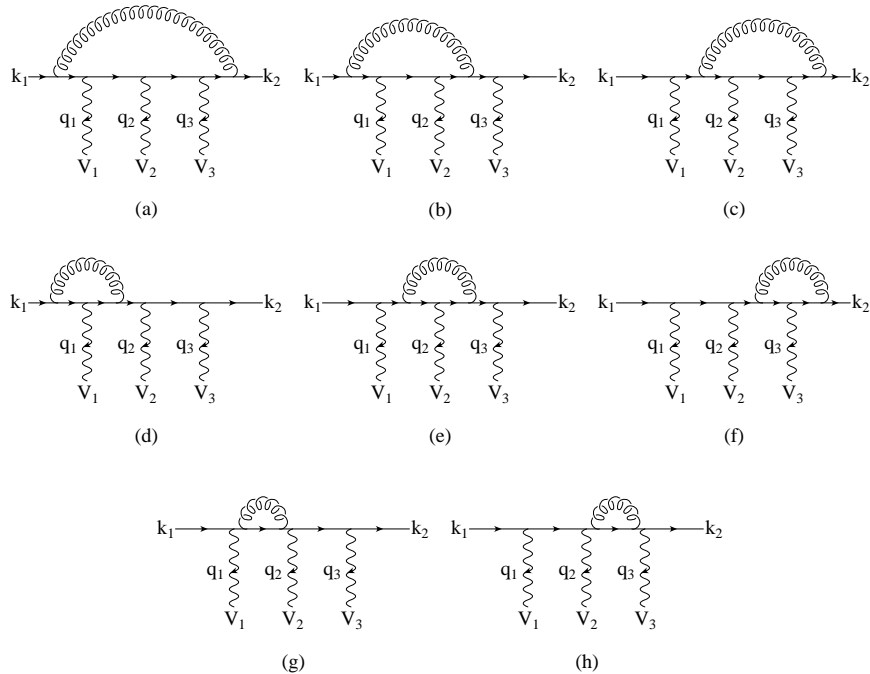 k1 k2 k1 k2 k1 k2
q1 q2 q3 q1 q2 q3 q1 q2 q3
V1 V2 V3 V1 V2 V3 V1 V2 V3
(a) (b) (c)
k1 k2 k1 k2 k1 k2
q1 q2 q3 q1 q2 q3 q1 q2 q3
V1 V2 V3 V1 V2 V3 V1 V2 V3
(d) (e) (f)
k1 k2 k1 k2
q1 q2 q3 q1 q2 q3
V1 V2 V3 V1 V2 V3
(g) (h)